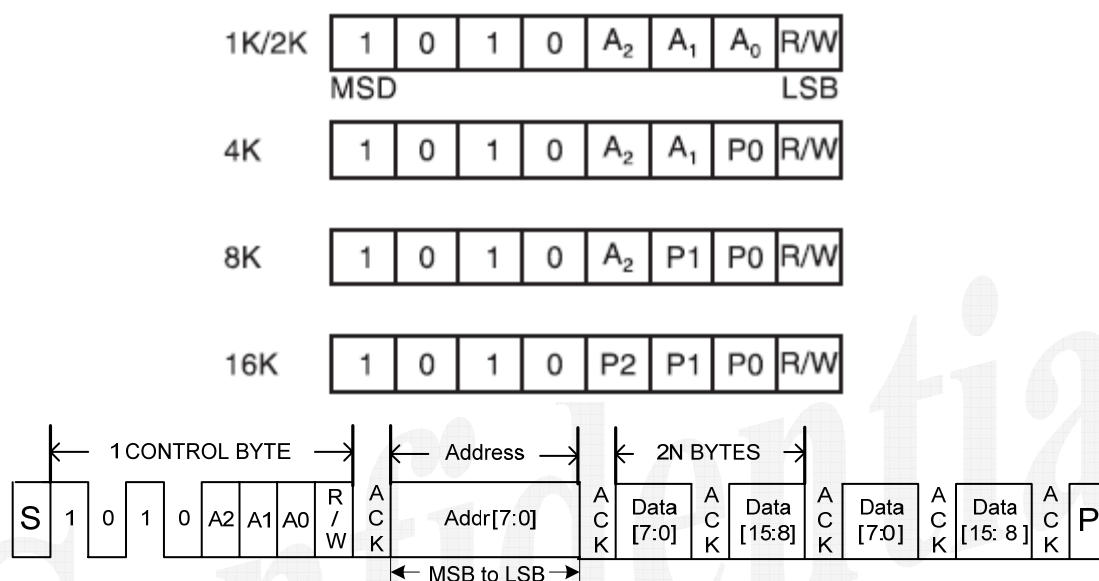 1K/2K 1 0 1 0 A₂ A₁ A₀ R/W
MSD LSB
4K 1 0 1 0 A₂ A₁ P0 R/W
8K 1 0 1 0 A₂ P1 P0 R/W
16K 1 0 1 0 P2 P1 P0 R/W
1 CONTROL BYTE Address 2N BYTES
S 1 0 1 0 A2 A1 A0 R/W ACK Addr[7:0] ACK Data [7:0] ACK Data [15:8] ACK Data [7:0] ACK Data [15: 8 ] ACK P
MSB to LSB